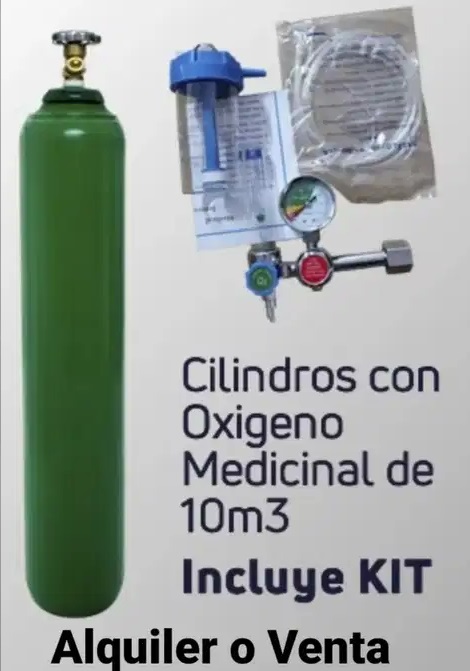 Cilindros con
Oxigeno
Medicinal de
10m3
Incluye KIT
Alquiler o Venta